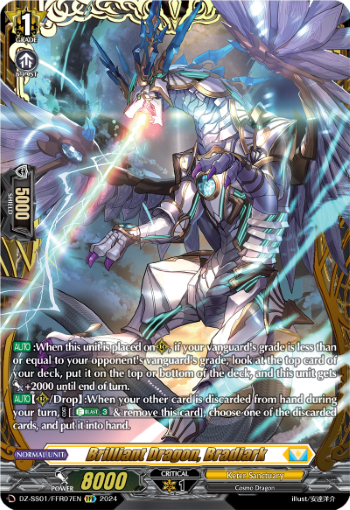 1
GRADE
BOOST
5000
SHIELD
AUTO :When this unit is placed on R, if your vanguard's grade is less than
or equal to your opponent's vanguard's grade, look at the top card of
your deck, put it on the top or bottom of the deck, and this unit gets
+2000 until end of turn.
AUTO [Drop]:When your other card is discarded from hand during
your turn, COST [E-BLAST 3 & remove this card], choose one of the discarded
cards, and put it into hand.
NORMAL UNIT
Brilliant Dragon, Bradiark
POWER 8000
CRITICAL
1
Keter Sanctuary
Cosmo Dragon
D DZ-SS01/FFR07EN FFR 2024
illust/安達洋介